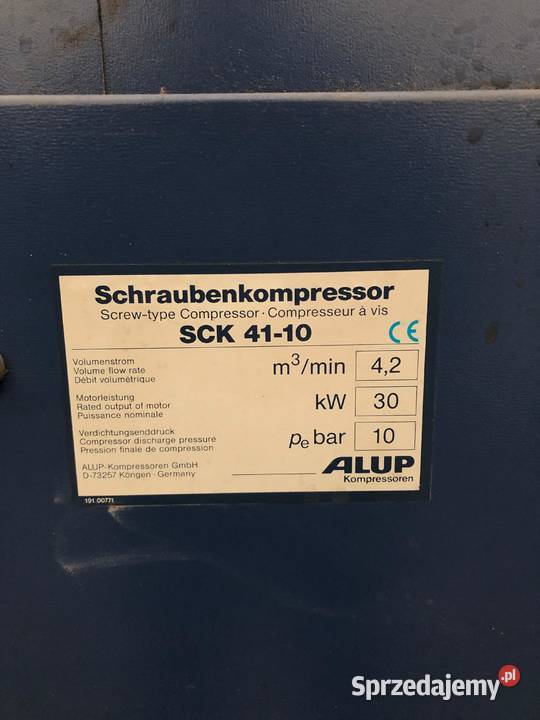 Schraubenkompressor
Screw-type Compressor · Compresseur à vis
SCK 41-10 CE
Volumenstrom
Volume flow rate
Débit volumétrique
m³/min 4,2
Motorleistung
Rated output of motor
Puissance nominale
kW 30
Verdichtungsenddruck
Compressor discharge pressure
Pression finale de compression
pe bar 10
ALUP-Kompressoren GmbH
D-73257 Köngen · Germany
ALUP
Kompressoren
191.00771
Sprzedajemy.pl